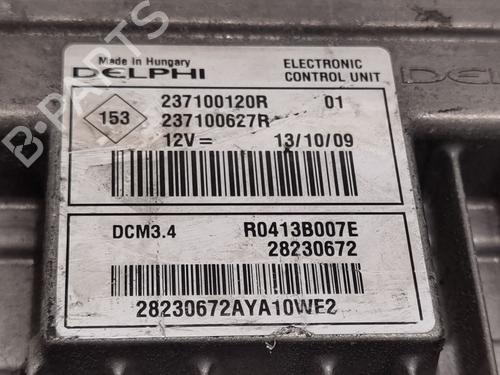 Made in Hungary
DELPHI
ELECTRONIC
CONTROL UNIT
153
237100120R 01
237100627R
12V= 13/10/09
DCM3.4 R0413B007E
28230672
28230672AYA10WE2
B-PARTS
DEL